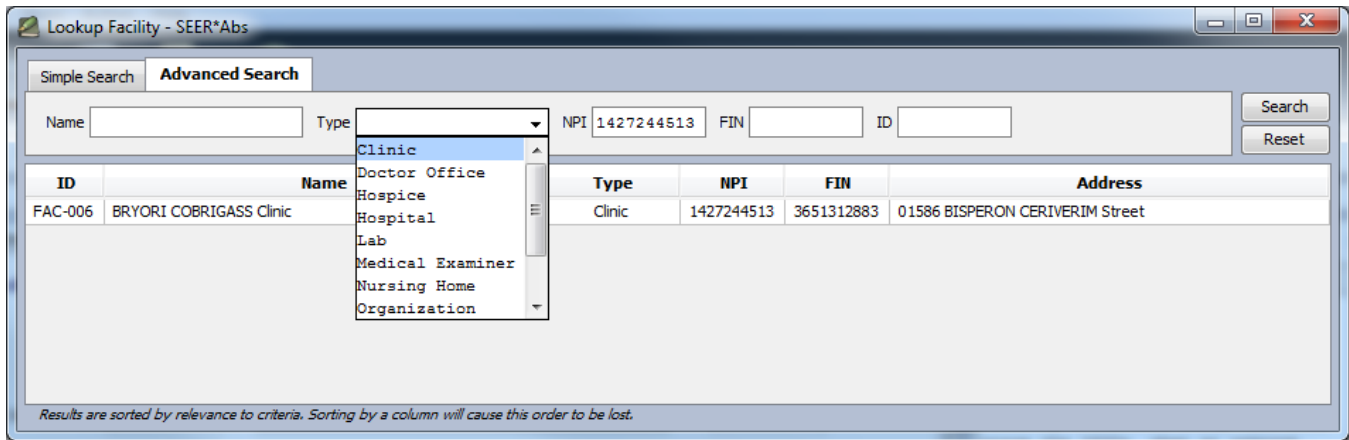 Lookup Facility - SEER*Abs
Simple Search Advanced Search
Name Type NPI 1427244513 FIN ID Search
Reset
Clinic
Doctor Office
Hospice
Hospital
Lab
Medical Examiner
Nursing Home
Organization
ID Name Type NPI FIN Address
FAC-006 BRYORI COBRIGASS Clinic Clinic 1427244513 3651312883 01586 BISPERON CERIVERIM Street
Results are sorted by relevance to criteria. Sorting by a column will cause this order to be lost.